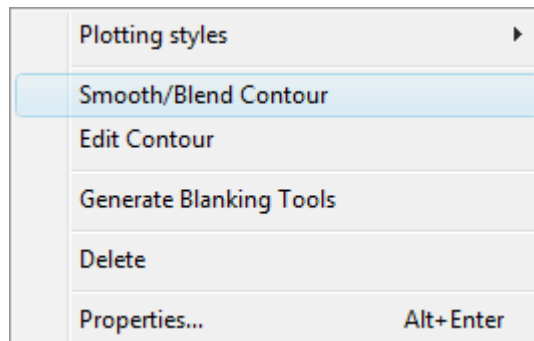 Plotting styles
Smooth/Blend Contour
Edit Contour
Generate Blanking Tools
Delete
Properties... Alt+Enter